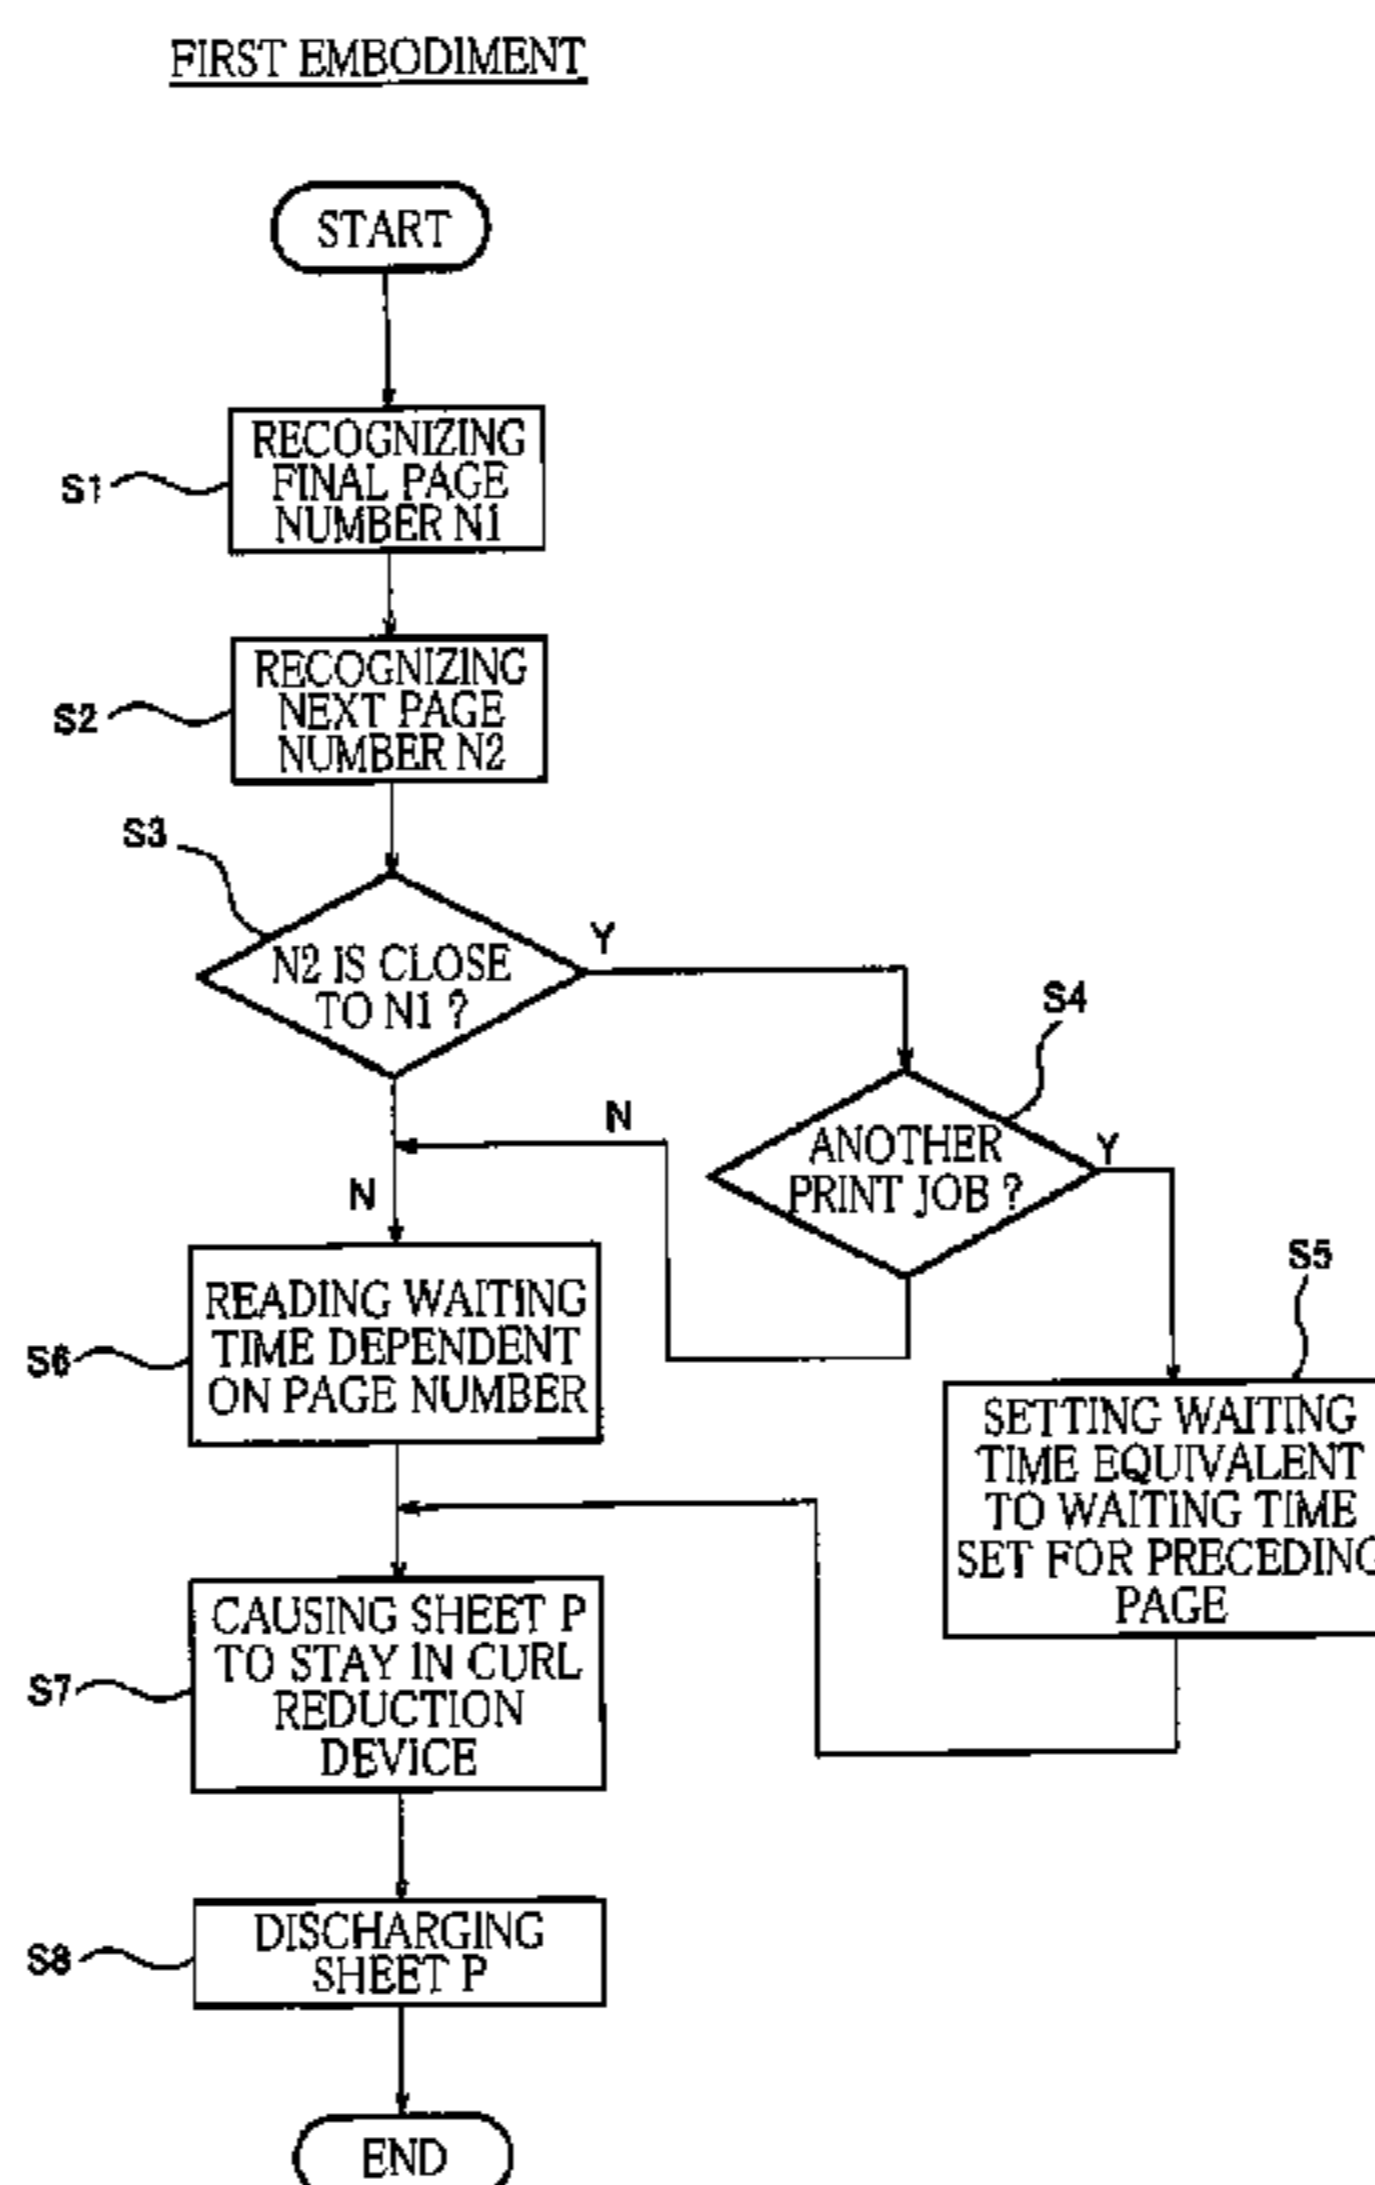 FIRST EMBODIMENT
START
S1
RECOGNIZING
FINAL PAGE
NUMBER N1
S2
RECOGNIZING
NEXT PAGE
NUMBER N2
S3
N2 IS CLOSE
TO N1 ?
Y
S4
ANOTHER
PRINT JOB ?
Y
N
N
S5
SETTING WAITING
TIME EQUIVALENT
TO WAITING TIME
SET FOR PRECEDING
PAGE
S6
READING WAITING
TIME DEPENDENT
ON PAGE NUMBER
S7
CAUSING SHEET P
TO STAY IN CURL
REDUCTION
DEVICE
S8
DISCHARGING
SHEET P
END